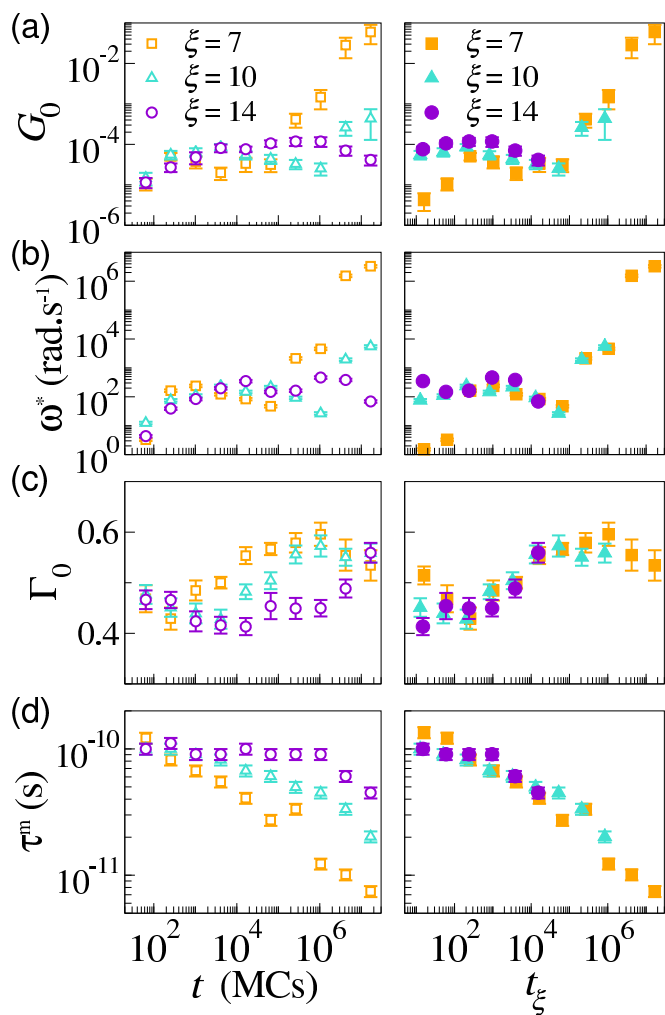 (a)
10⁻²
10⁻⁴
10⁻⁶
G₀
ξ = 7
ξ = 10
ξ = 14
ξ = 7
ξ = 10
ξ = 14
(b)
10⁶
10⁴
10²
10⁰
ω* (rad.s⁻¹)
(c)
0.6
0.4
Γ₀
(d)
10⁻¹⁰
10⁻¹¹
τᵐ (s)
10² 10⁴ 10⁶ 10² 10⁴ 10⁶
t (MCs) t_ξ